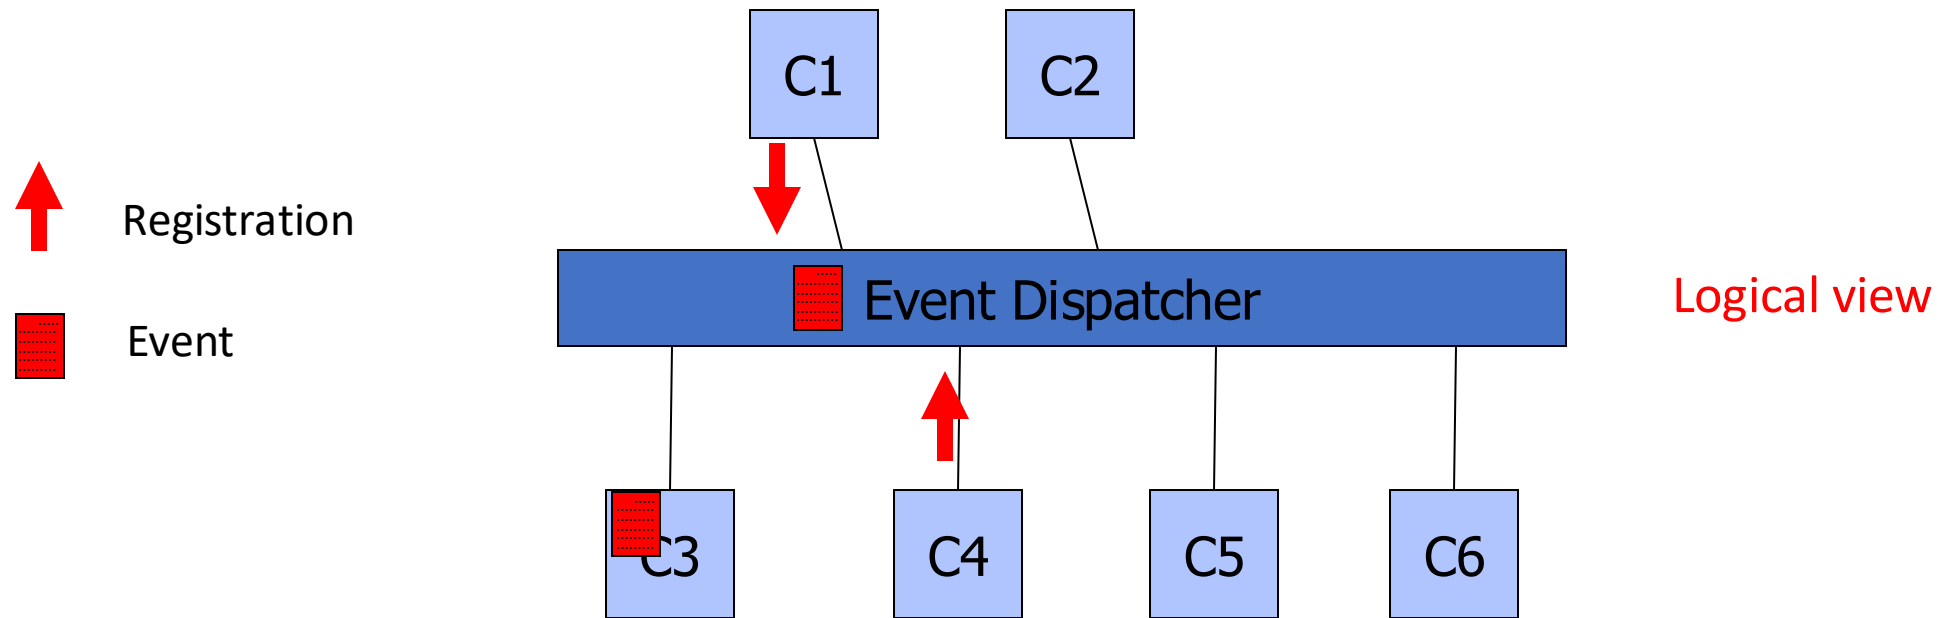 C1
C2
Registration
Event Dispatcher
Logical view
Event
C3
C4
C5
C6